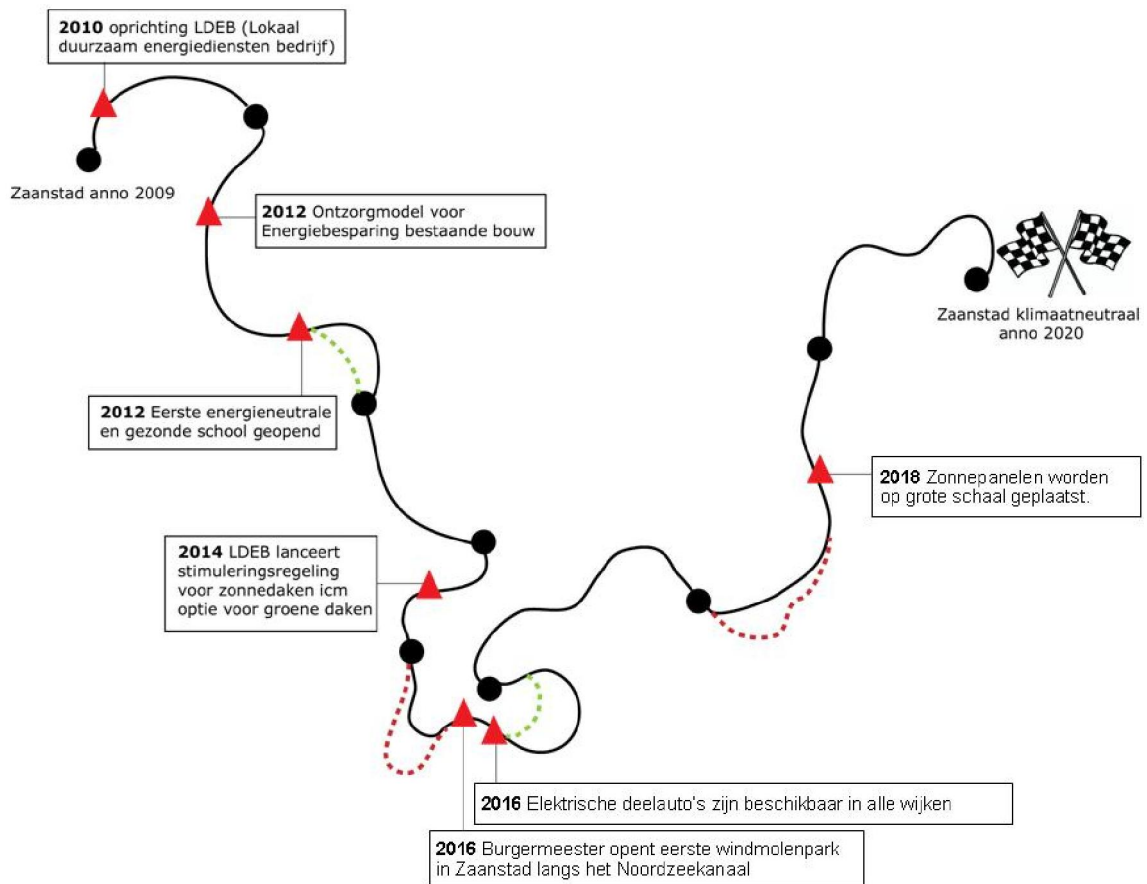 2010 oprichting LDEB (Lokaal
duurzaam energiediensten bedrijf)
Zaanstad anno 2009
2012 Ontzorgmodel voor
Energiebesparing bestaande bouw
Zaanstad klimaatneutraal
anno 2020
2012 Eerste energieneutrale
en gezonde school geopend
2018 Zonnepanelen worden
op grote schaal geplaatst.
2014 LDEB lanceert
stimuleringsregeling
voor zonnedaken icm
optie voor groene daken
2016 Elektrische deelauto's zijn beschikbaar in alle wijken
2016 Burgermeester opent eerste windmolenpark
in Zaanstad langs het Noordzeekanaal